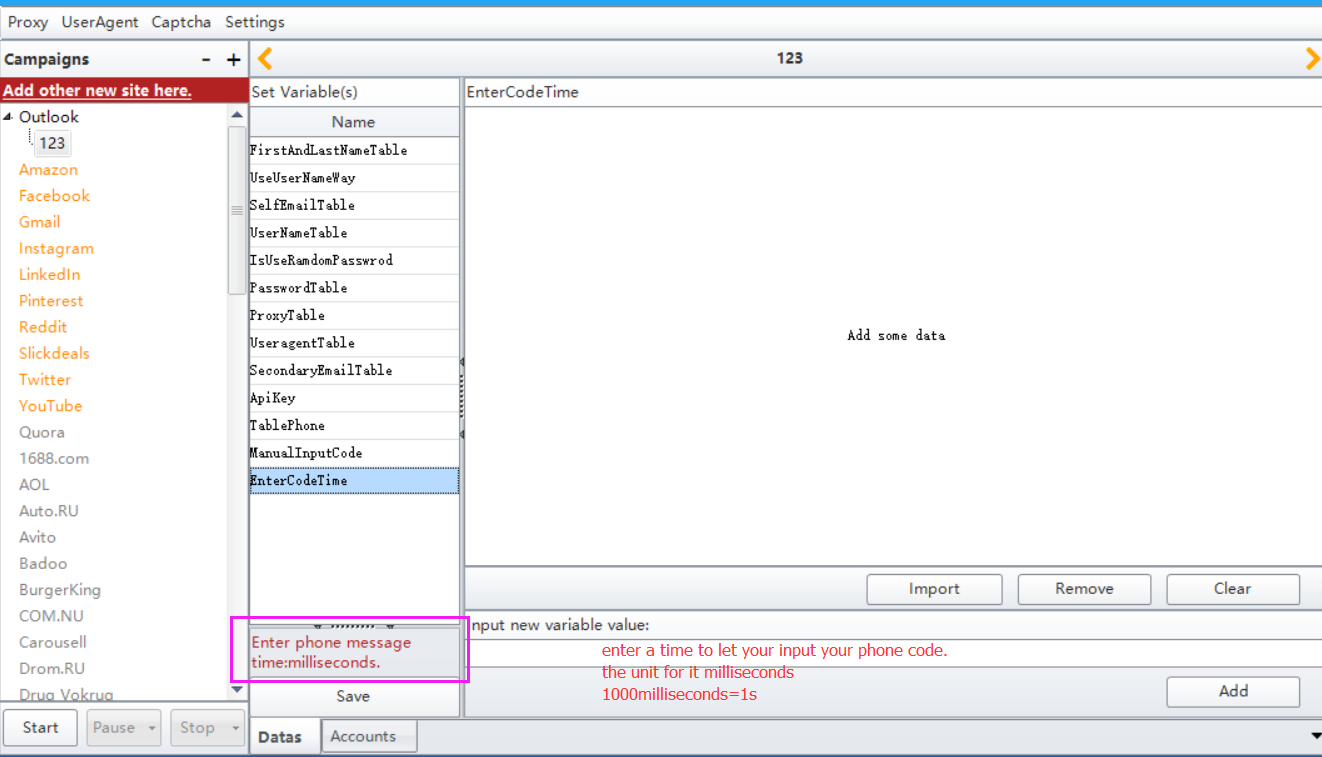 Proxy UserAgent Captcha Settings
Campaigns - +
123
Add other new site here.
Set Variable(s)
EnterCodeTime
Outlook
123
Amazon
Facebook
Gmail
Instagram
LinkedIn
Pinterest
Reddit
Slickdeals
Twitter
YouTube
Quora
1688.com
AOL
Auto.RU
Avito
Badoo
BurgerKing
COM.NU
Carousell
Drom.RU
Drug Vokrug
Name
FirstAndLastNameTable
UseUserNameWay
SelfEmailTable
UserNameTable
IsUseRamdomPasswrod
PasswordTable
ProxyTable
UseragentTable
SecondaryEmailTable
ApiKey
TablePhone
ManualInputCode
EnterCodeTime
Add some data
Import Remove Clear
Enter phone message
time:milliseconds.
nput new variable value:
enter a time to let your input your phone code.
the unit for it milliseconds
1000milliseconds=1s
Save
Add
Start Pause Stop
Datas Accounts